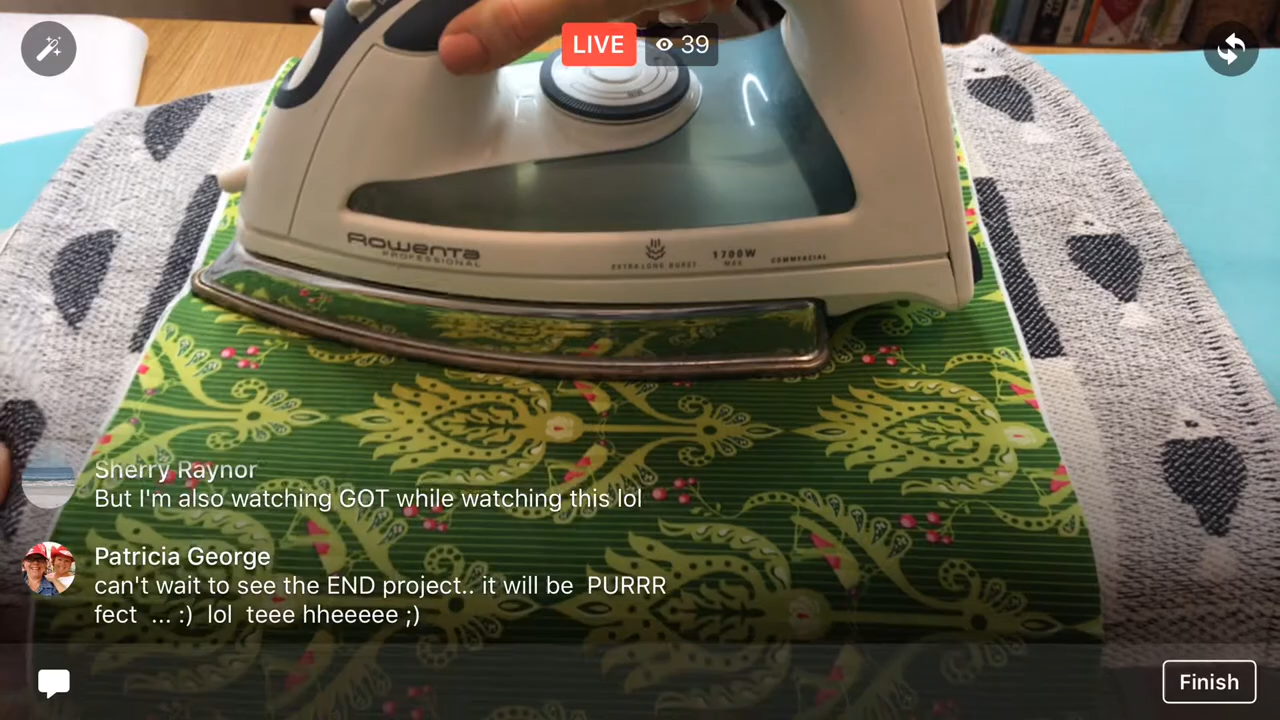 LIVE 39
ROWENTA
PROFESSIONAL
EXTRA LONG BURST
1700W
MAX
COMMERCIAL
Sherry Raynor
But I'm also watching GOT while watching this lol
Patricia George
can't wait to see the END project.. it will be PURRR
fect ... :) lol teee hheeeee ;)
Finish